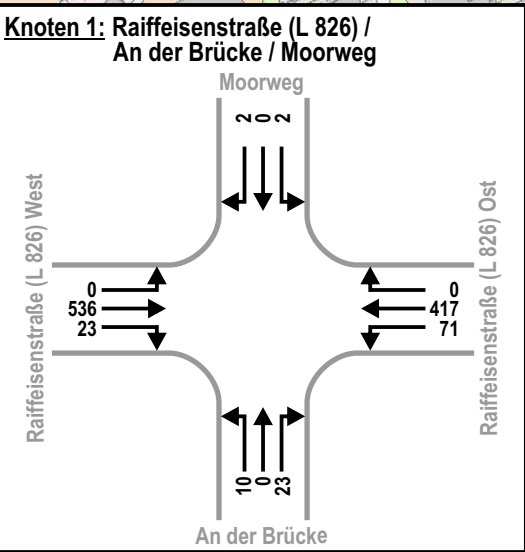 Knoten 1: Raiffeisenstraße (L 826) /
An der Brücke / Moorweg
Moorweg
2 0 2
Raiffeisenstraße (L 826) West
0
536
23
0
417
71
Raiffeisenstraße (L 826) Ost
10 0 23
An der Brücke